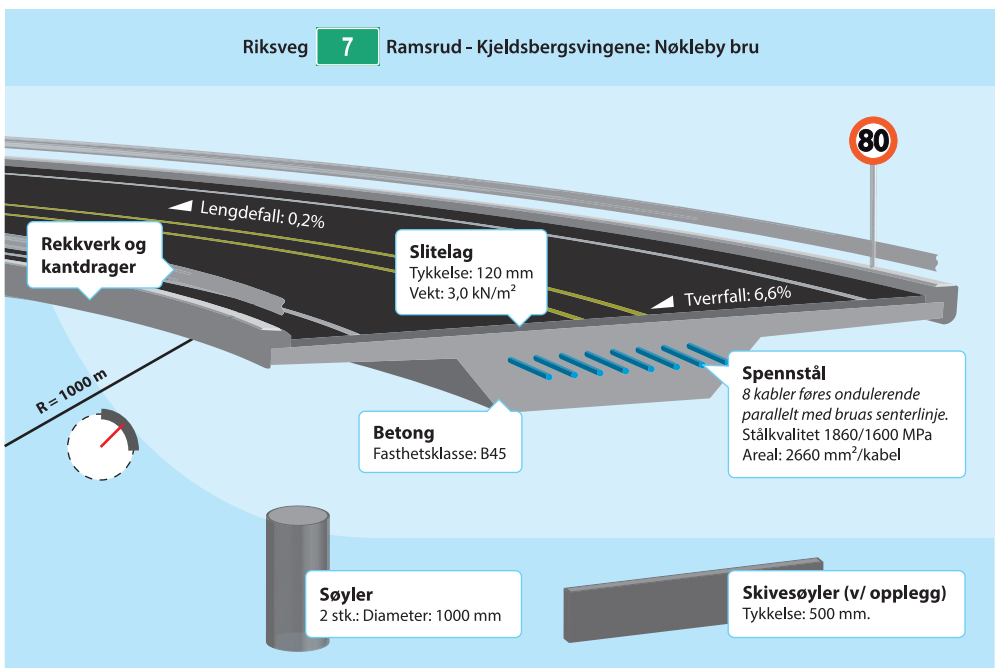 Riksveg 7 Ramsrud - Kjeldsbergsvingene: Nøkleby bru
80
Lengdefall: 0,2%
Rekkverk og
kantdrager
Slitelag
Tykkelse: 120 mm
Vekt: 3,0 kN/m²
Tverrfall: 6,6%
R = 1000 m
Spennstål
8 kabler føres ondulerende
parallelt med bruas senterlinje.
Stålkvalitet 1860/1600 MPa
Areal: 2660 mm²/kabel
Betong
Fasthetsklasse: B45
Søyler
2 stk.: Diameter: 1000 mm
Skivesøyler (v/ opplegg)
Tykkelse: 500 mm.